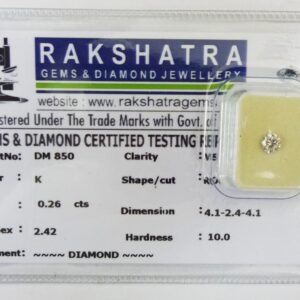 RAKSHATRA
GEMS & DIAMOND JEWELLERY
website : www.rakshatragems
stered Under The Trade Marks with Govt. of
S & DIAMOND CERTIFIED TESTING RE
tNo: DM 850 Clarity VS
r K Shape/cut
0.26 cts Dimension 4.1-2.4-4.1
ex 2.42 Hardness 10.0
ment: ~~~~ DIAMOND ~~~~